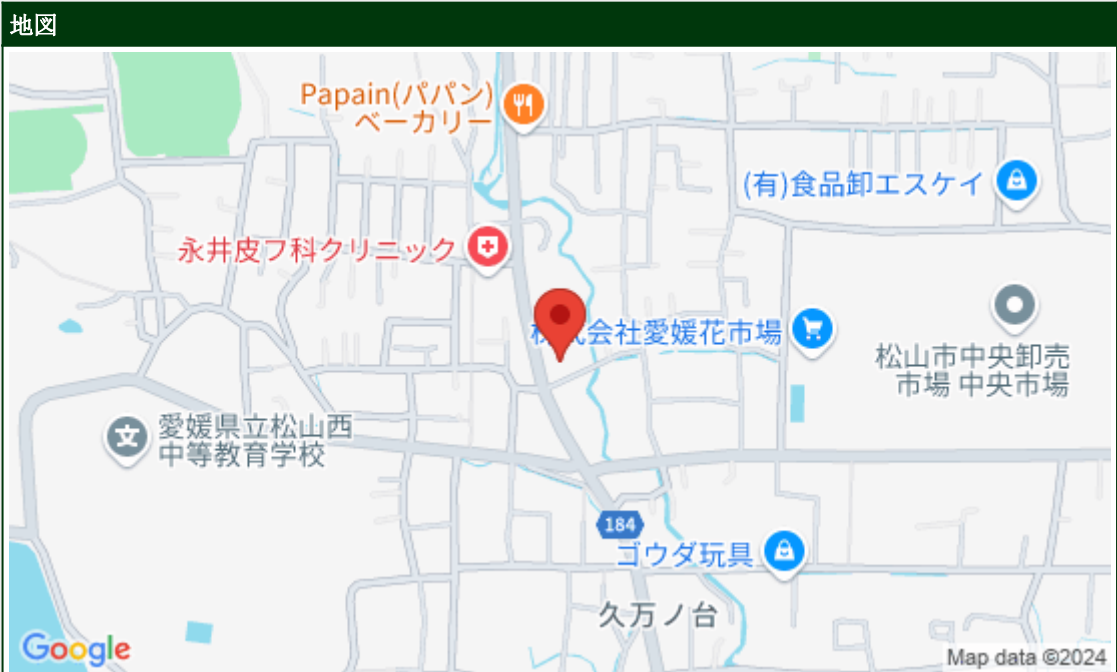 地図
Papain(パパン)
ベーカリー
(有)食品卸エスケイ
永井皮フ科クリニック
会社愛媛花市場
松山市中央卸売
市場 中央市場
文
愛媛県立松山西
中等教育学校
184
ゴウダ玩具
久万ノ台
Google
Map data ©2024